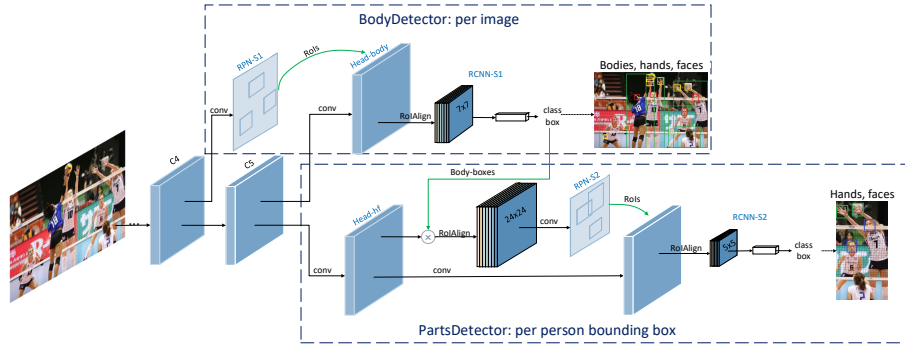 BodyDetector: per image
RPN-S1
RoIs
Head-body
RCNN-S1
Bodies, hands, faces
conv
conv
RoIAlign
7x7
class
box
C4
C5
Body-boxes
RPN-S2
Hands, faces
Head-hf
24x24
RoIs
RCNN-S2
...
RoIAlign
conv
RoIAlign
5x5
class
box
conv
conv
PartsDetector: per person bounding box